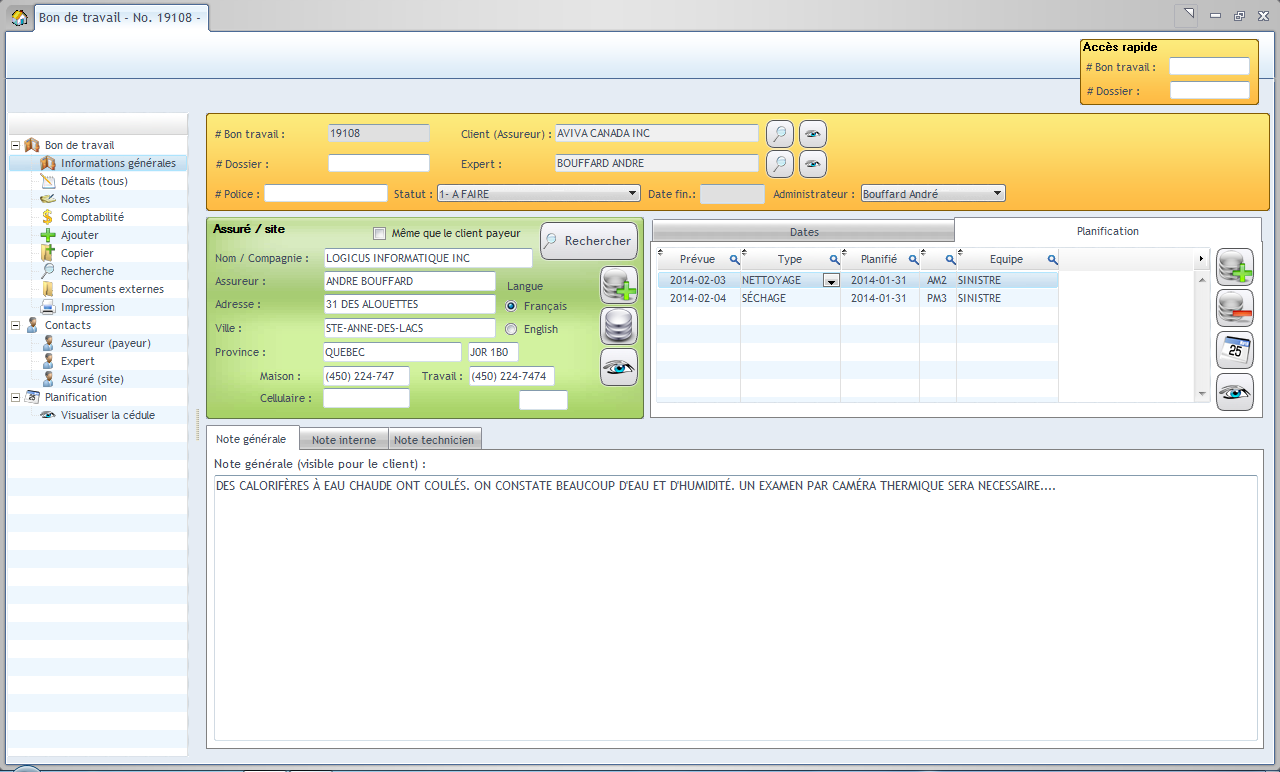 Bon de travail - No. 19108 -
Accès rapide
# Bon travail :
# Dossier :
Bon de travail
Informations générales
Détails (tous)
Notes
Comptabilité
Ajouter
Copier
Recherche
Documents externes
Impression
Contacts
Assureur (payeur)
Expert
Assuré (site)
Planification
Visualiser la cédule
# Bon travail : 19108 Client (Assureur) : AVIVA CANADA INC
# Dossier : Expert : BOUFFARD ANDRE
# Police : Statut : 1- A FAIRE Date fin.: Administrateur : Bouffard André
Assuré / site
Même que le client payeur
Rechercher
Nom / Compagnie : LOGICUS INFORMATIQUE INC
Assureur : ANDRE BOUFFARD
Langue
Adresse : 31 DES ALOUETTES
Français
Ville : STE-ANNE-DES-LACS
English
Province : QUEBEC J0R 1B0
Maison : (450) 224-747 Travail : (450) 224-7474
Cellulaire :
Dates Planification
Prévue Type Planifié Equipe
2014-02-03 NETTOYAGE 2014-01-31 AM2 SINISTRE
2014-02-04 SÉCHAGE 2014-01-31 PM3 SINISTRE
25
Note générale Note interne Note technicien
Note générale (visible pour le client) :
DES CALORIFÈRES À EAU CHAUDE ONT COULÉS. ON CONSTATE BEAUCOUP D'EAU ET D'HUMIDITÉ. UN EXAMEN PAR CAMÉRA THERMIQUE SERA NECESSAIRE....